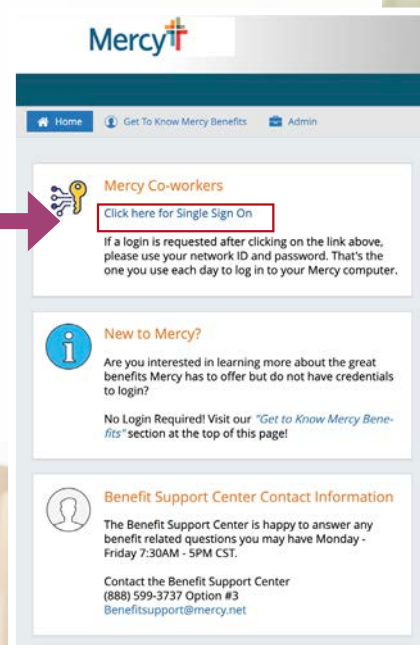 Mercy
Home
Get To Know Mercy Benefits
Admin
Mercy Co-workers
Click here for Single Sign On
If a login is requested after clicking on the link above,
please use your network ID and password. That's the
one you use each day to log in to your Mercy computer.
New to Mercy?
Are you interested in learning more about the great
benefits Mercy has to offer but do not have credentials
to login?
No Login Required! Visit our "Get to Know Mercy Bene-
fits" section at the top of this page!
Benefit Support Center Contact Information
The Benefit Support Center is happy to answer any
benefit related questions you may have Monday -
Friday 7:30AM - 5PM CST.
Contact the Benefit Support Center
(888) 599-3737 Option #3
Benefitsupport@mercy.net